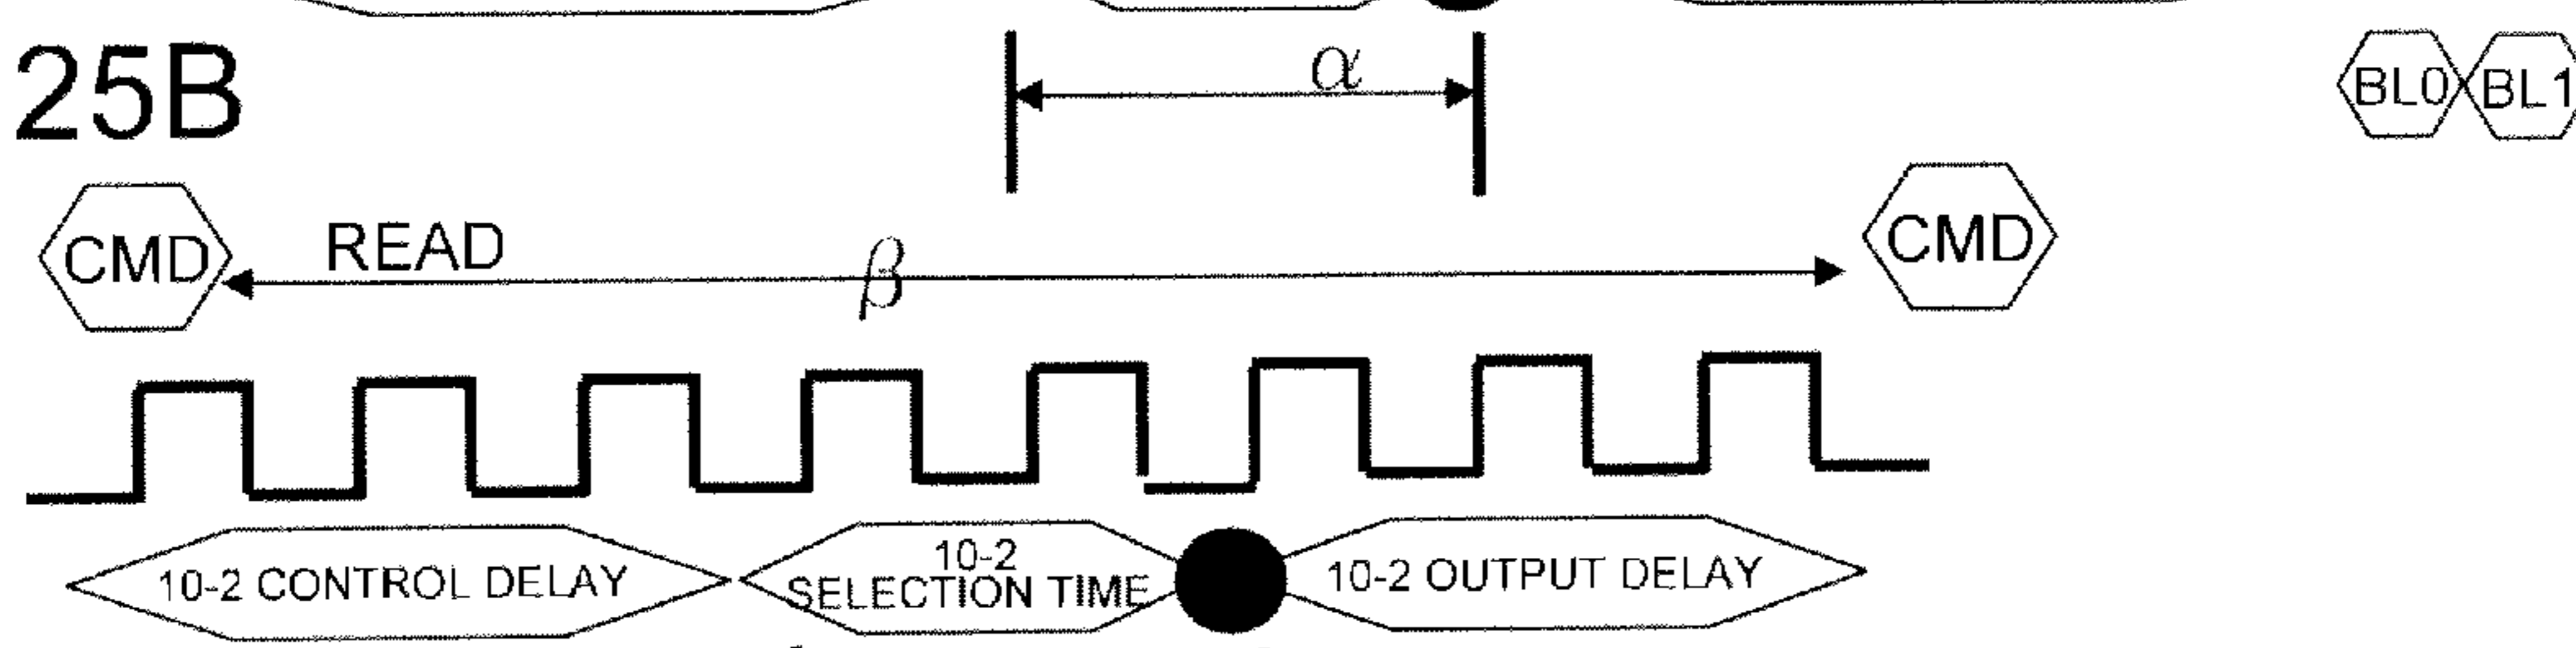 25B
α
BL0 BL1
CMD
READ
β
CMD
10-2 CONTROL DELAY
10-2
SELECTION TIME
10-2 OUTPUT DELAY